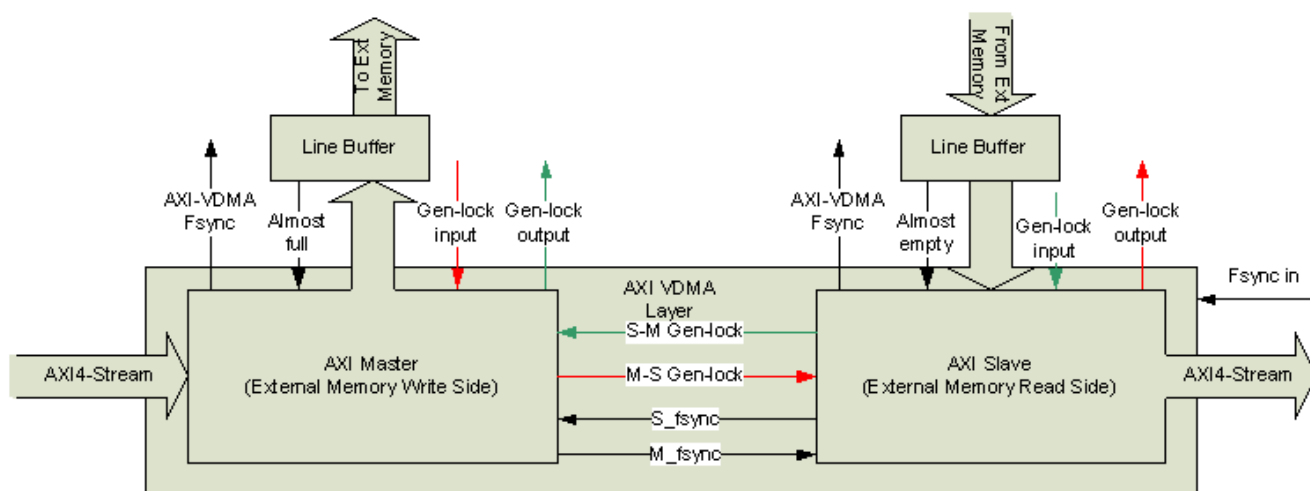 To Ext
Memory
From Ext
Memory
Line Buffer
Line Buffer
AXI-VDMA
Fsync
Almost
full
Gen-lock
input
Gen-lock
output
AXI-VDMA
Fsync
Almost
empty
Gen-lock
input
Gen-lock
output
Fsync in
AXI VDMA
Layer
S-M Gen-lock
AXI4-Stream
AXI Master
(External Memory Write Side)
M-S Gen-lock
AXI Slave
(External Memory Read Side)
AXI4-Stream
S_fsync
M_fsync